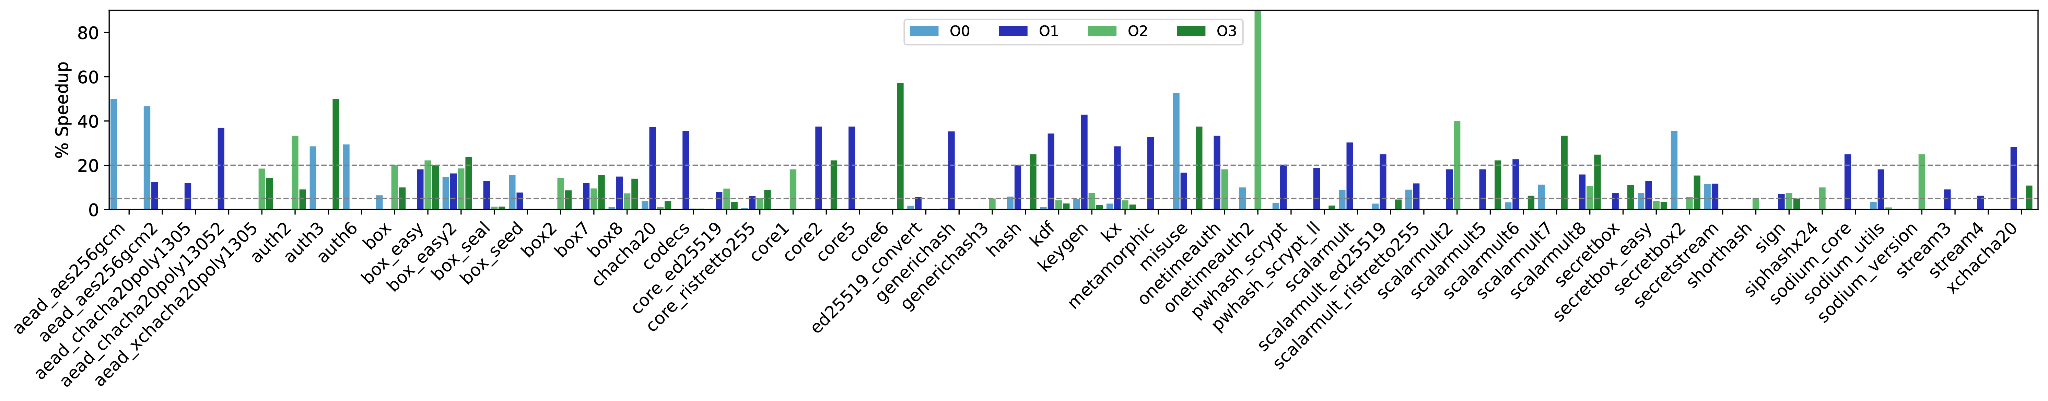 % Speedup
80
60
40
20
0
O0 O1 O2 O3
aead_aes256gcm
aead_aes256gcm2
aead_chacha20poly1305
aead_chacha20poly13052
aead_xchacha20poly1305
auth2
auth3
auth6
box
box_easy
box_easy2
box_seal
box_seed
box2
box7
box8
chacha20
codecs
core_ed25519
core_ristretto255
core1
core2
core5
core6
ed25519_convert
generichash
generichash3
hash
kdf
keygen
kx
metamorphic
misuse
onetimeauth
onetimeauth2
pwhash_scrypt
pwhash_scrypt_ll
scalarmult
scalarmult_ed25519
scalarmult_ristretto255
scalarmult2
scalarmult5
scalarmult6
scalarmult7
scalarmult8
secretbox
secretbox_easy
secretbox2
secretstream
shorthash
sign
siphashx24
sodium_core
sodium_utils
sodium_version
stream3
stream4
xchacha20